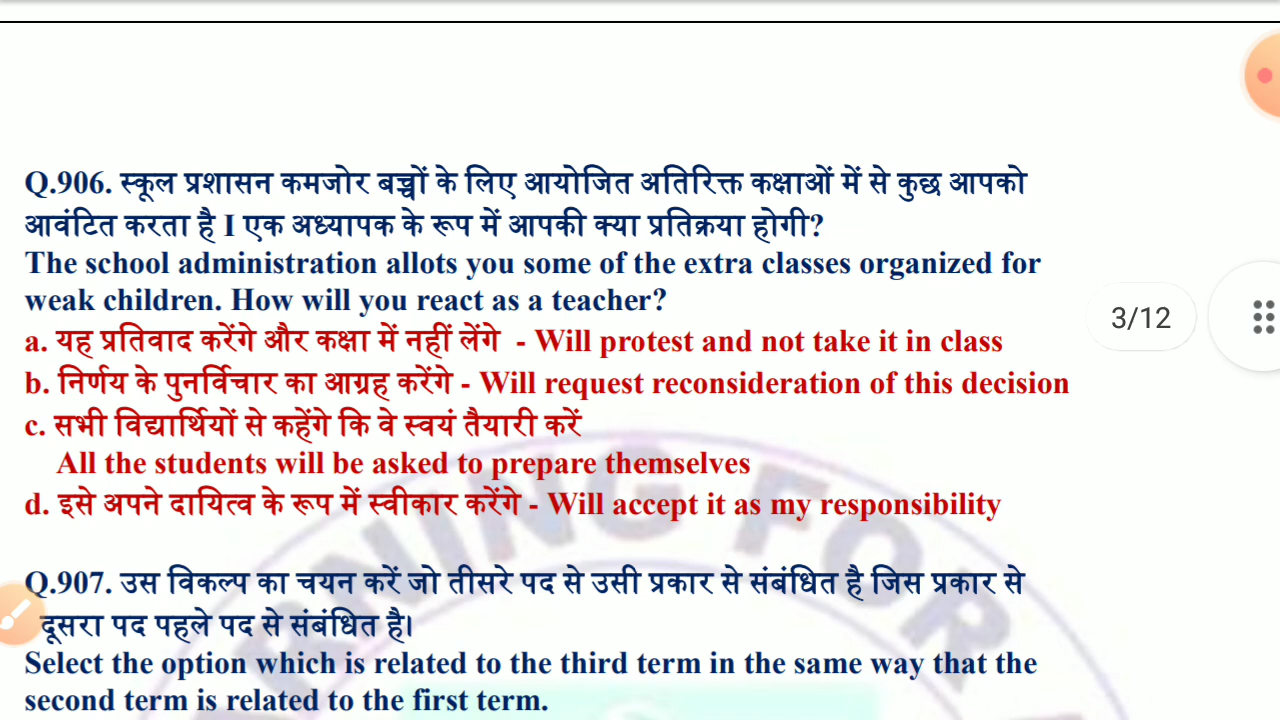 Q.906. स्कूल प्रशासन कमजोर बच्चों के लिए आयोजित अतिरिक्त कक्षाओं में से कुछ आपको
आवंटित करता है I एक अध्यापक के रूप में आपकी क्या प्रतिक्रया होगी?
The school administration allots you some of the extra classes organized for
weak children. How will you react as a teacher?
3/12
a. यह प्रतिवाद करेंगे और कक्षा में नहीं लेंगे - Will protest and not take it in class
b. निर्णय के पुनर्विचार का आग्रह करेंगे - Will request reconsideration of this decision
c. सभी विद्यार्थियों से कहेंगे कि वे स्वयं तैयारी करें
All the students will be asked to prepare themselves
d. इसे अपने दायित्व के रूप में स्वीकार करेंगे - Will accept it as my responsibility
Q.907. उस विकल्प का चयन करें जो तीसरे पद से उसी प्रकार से संबंधित है जिस प्रकार से
दूसरा पद पहले पद से संबंधित है।
Select the option which is related to the third term in the same way that the
second term is related to the first term.